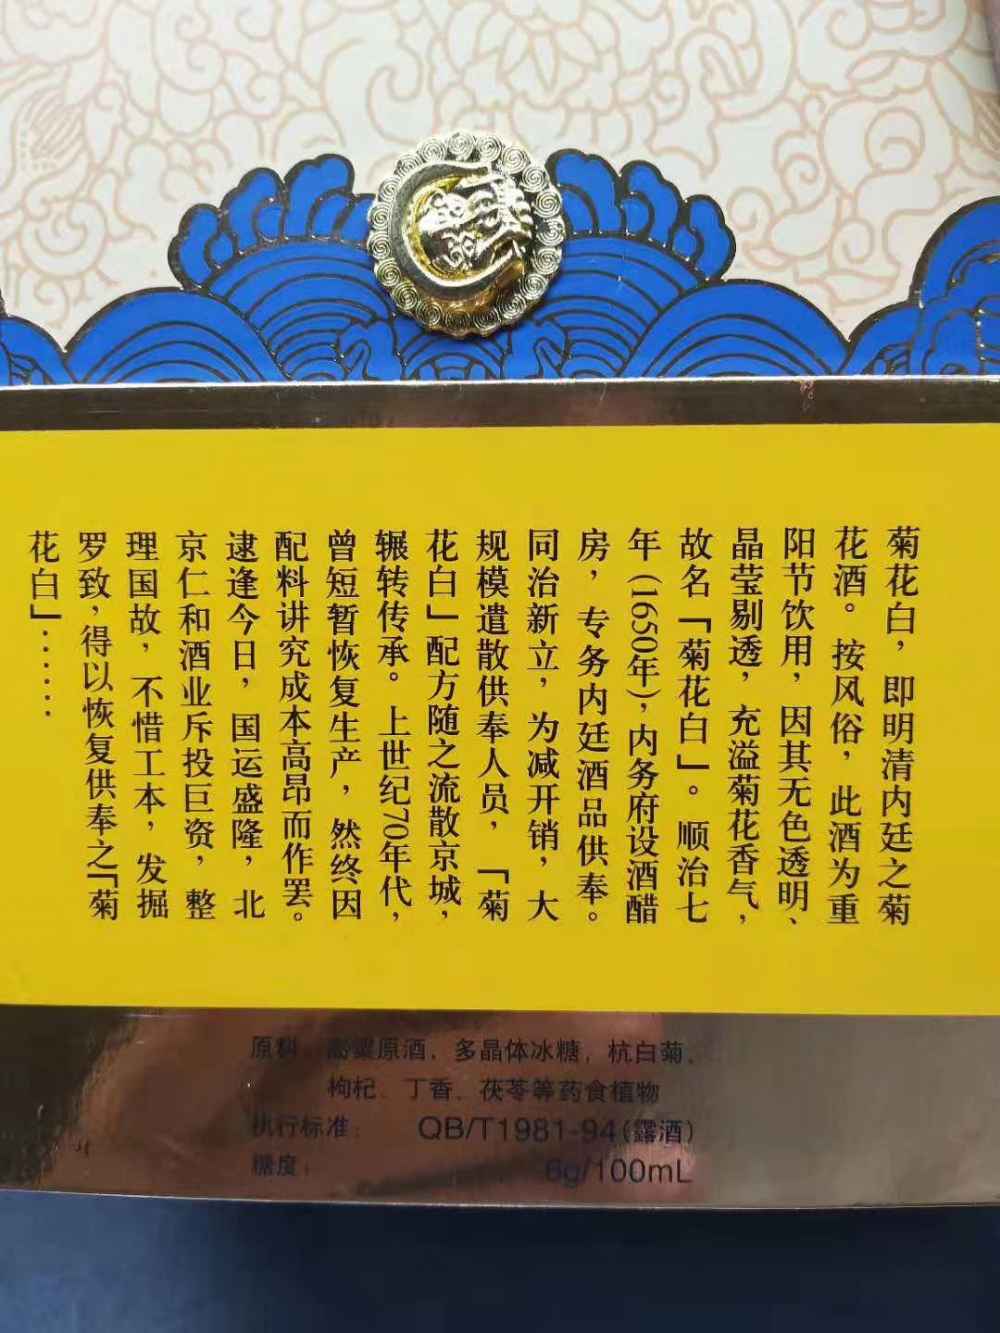 菊花白，即明清内廷之菊
花酒。按风俗，此酒为重
阳节饮用，因其无色透明、
晶莹剔透，充溢菊花香气，
故名「菊花白」。顺治七
年(1650年)，内务府设酒醋
房，专务内廷酒品供奉。
同治新立，为减开销，大
规模遣散供奉人员，「菊
花白」配方随之流散京城，
辗转传承。上世纪70年代，
曾短暂恢复生产，然终因
配料讲究成本高昂而作罢。
逮逢今日，国运盛隆，北
京仁和酒业斥投巨资，整
理国故，不惜工本，发掘
罗致，得以恢复供奉之「菊
花白」……
原料：高粱原酒、多晶体冰糖、杭白菊、
枸杞、丁香、茯苓等药食植物
执行标准： QB/T1981-94(露酒)
糖度： 6g/100mL